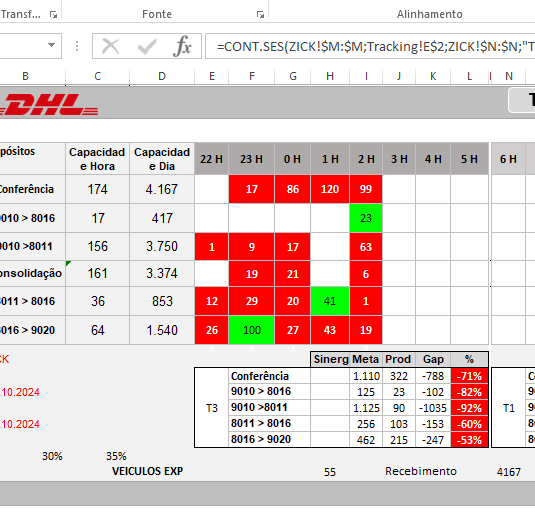 Transf... Fonte Alinhamento
fx =CONT.SES(ZICK!$M:$M;Tracking!E$2;ZICK!$N:$N;"T
B C D E F G H I J K L N
DHL
pósitos Capacidad e Hora Capacidad e Dia 22 H 23 H 0 H 1 H 2 H 3 H 4 H 5 H 6 H
Conferência 174 4.167 17 86 120 99
9010 > 8016 17 417 23
9010 >8011 156 3.750 1 9 17 63
onsolidação 161 3.374 19 21 6
8011 > 8016 36 853 12 29 20 41 1
8016 > 9020 64 1.540 26 100 27 43 19
CK Sinerg Meta Prod Gap %
Conferência 1.110 322 -788 -71%
.10.2024 9010 > 8016 125 23 -102 -82%
T3 9010 >8011 1.125 90 -1035 -92% T1
.10.2024 8011 > 8016 256 103 -153 -60%
8016 > 9020 462 215 -247 -53%
30% 35%
VEICULOS EXP 55 Recebimento 4167